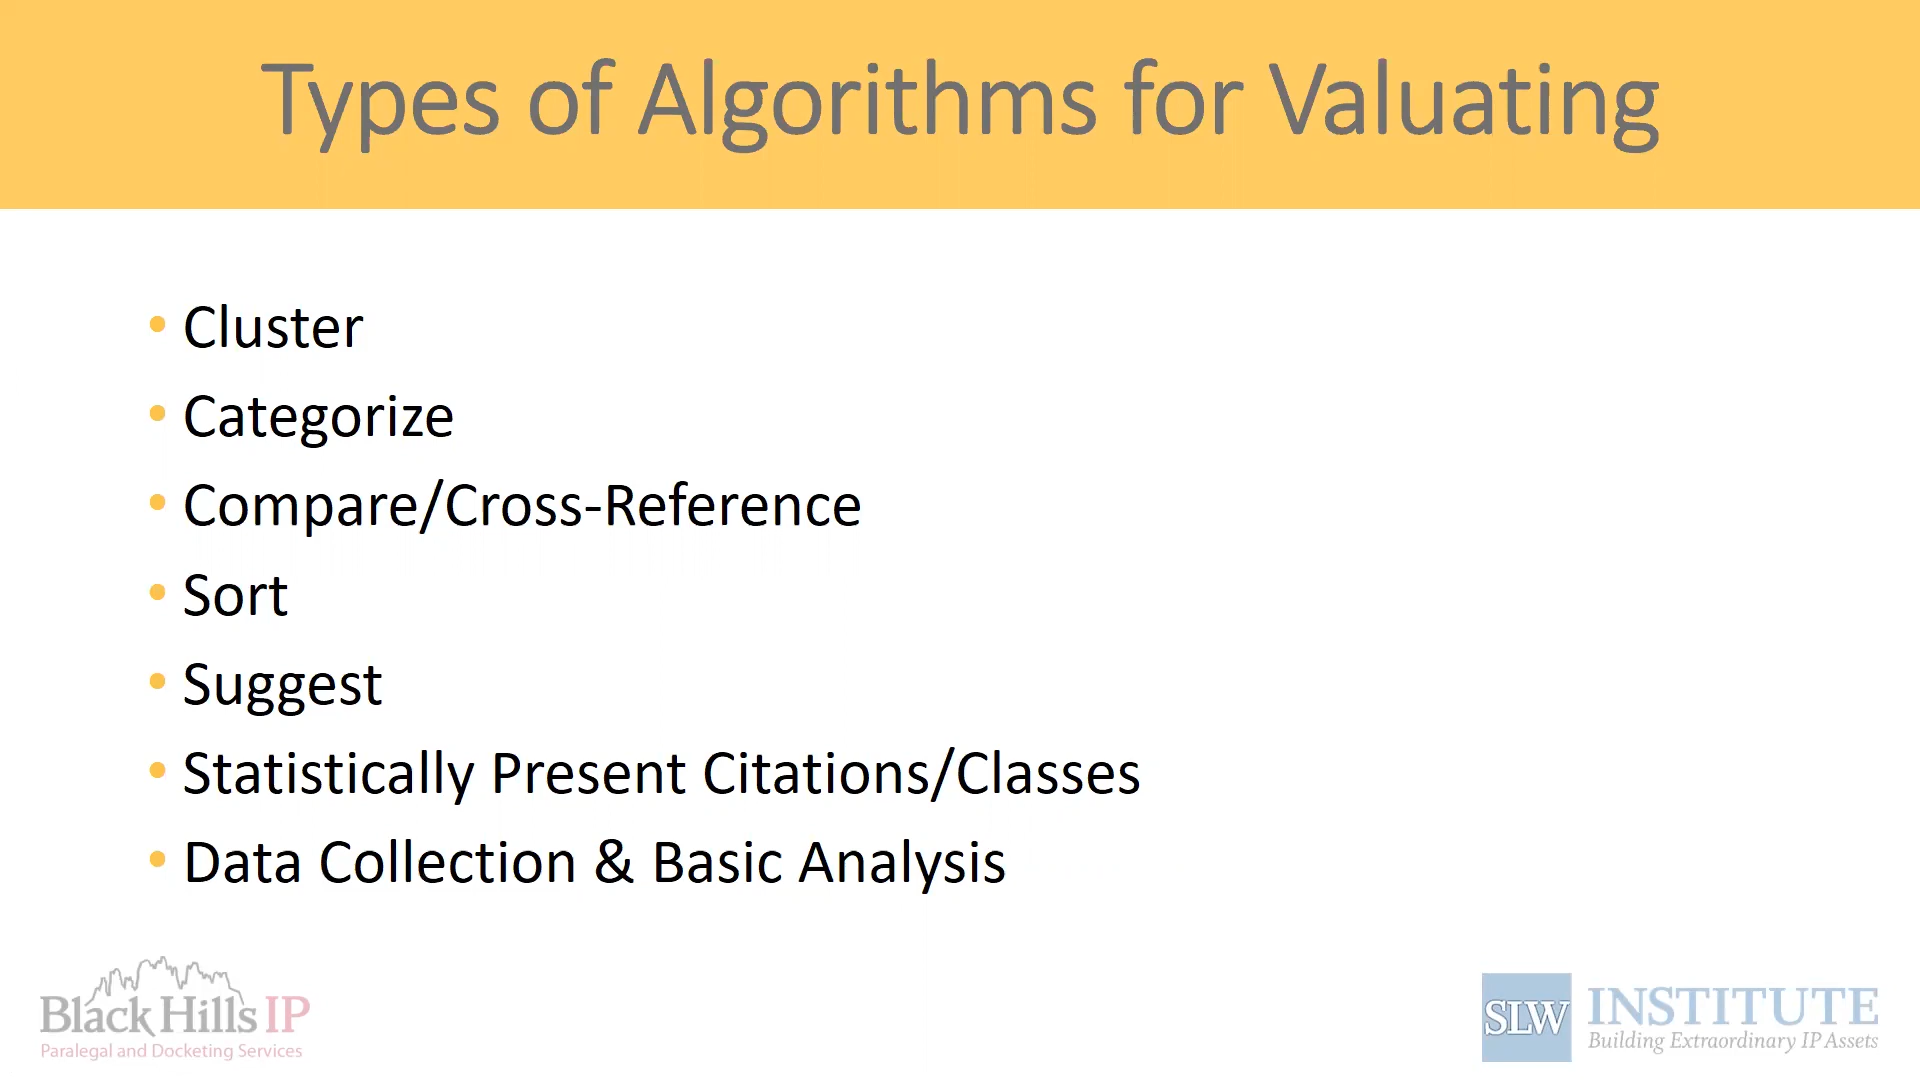 Types of Algorithms for Valuating
• Cluster
• Categorize
• Compare/Cross-Reference
• Sort
• Suggest
• Statistically Present Citations/Classes
• Data Collection & Basic Analysis
Black Hills IP
Paralegal and Docketing Services
SLW INSTITUTE
Building Extraordinary IP Assets